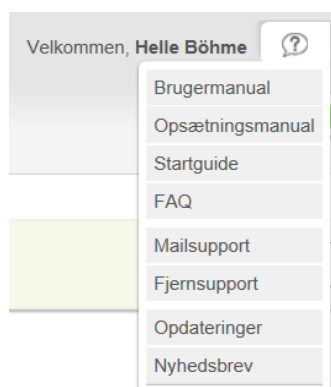 Velkommen, Helle Böhme
Brugermanual
Opsætningsmanual
Startguide
FAQ
Mailsupport
Fjernsupport
Opdateringer
Nyhedsbrev